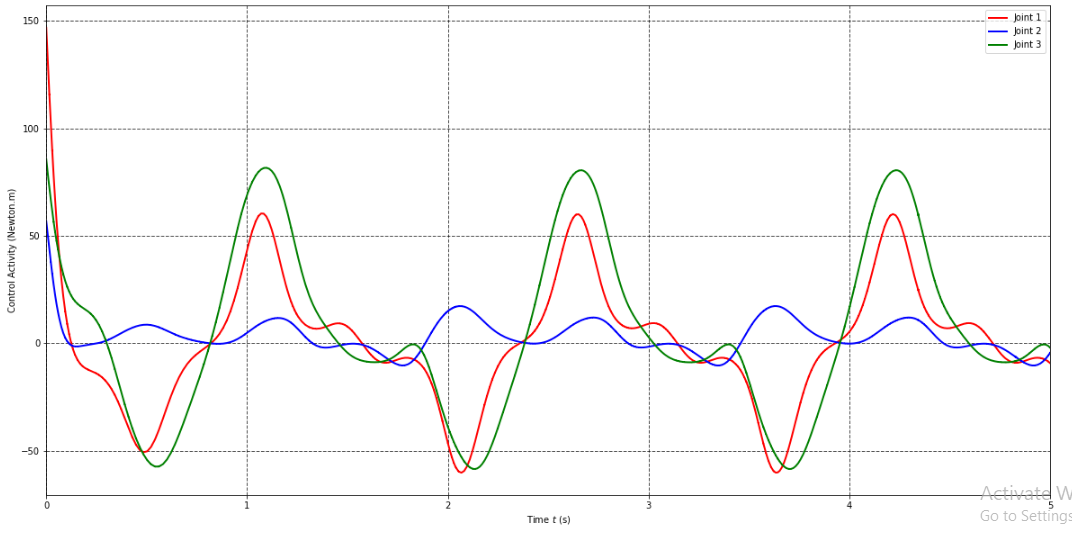 150
100
50
0
−50
Control Activity (Newton.m)
Joint 1
Joint 2
Joint 3
0 1 2 3 4 5
Time t (s)
Activate W
Go to Settings